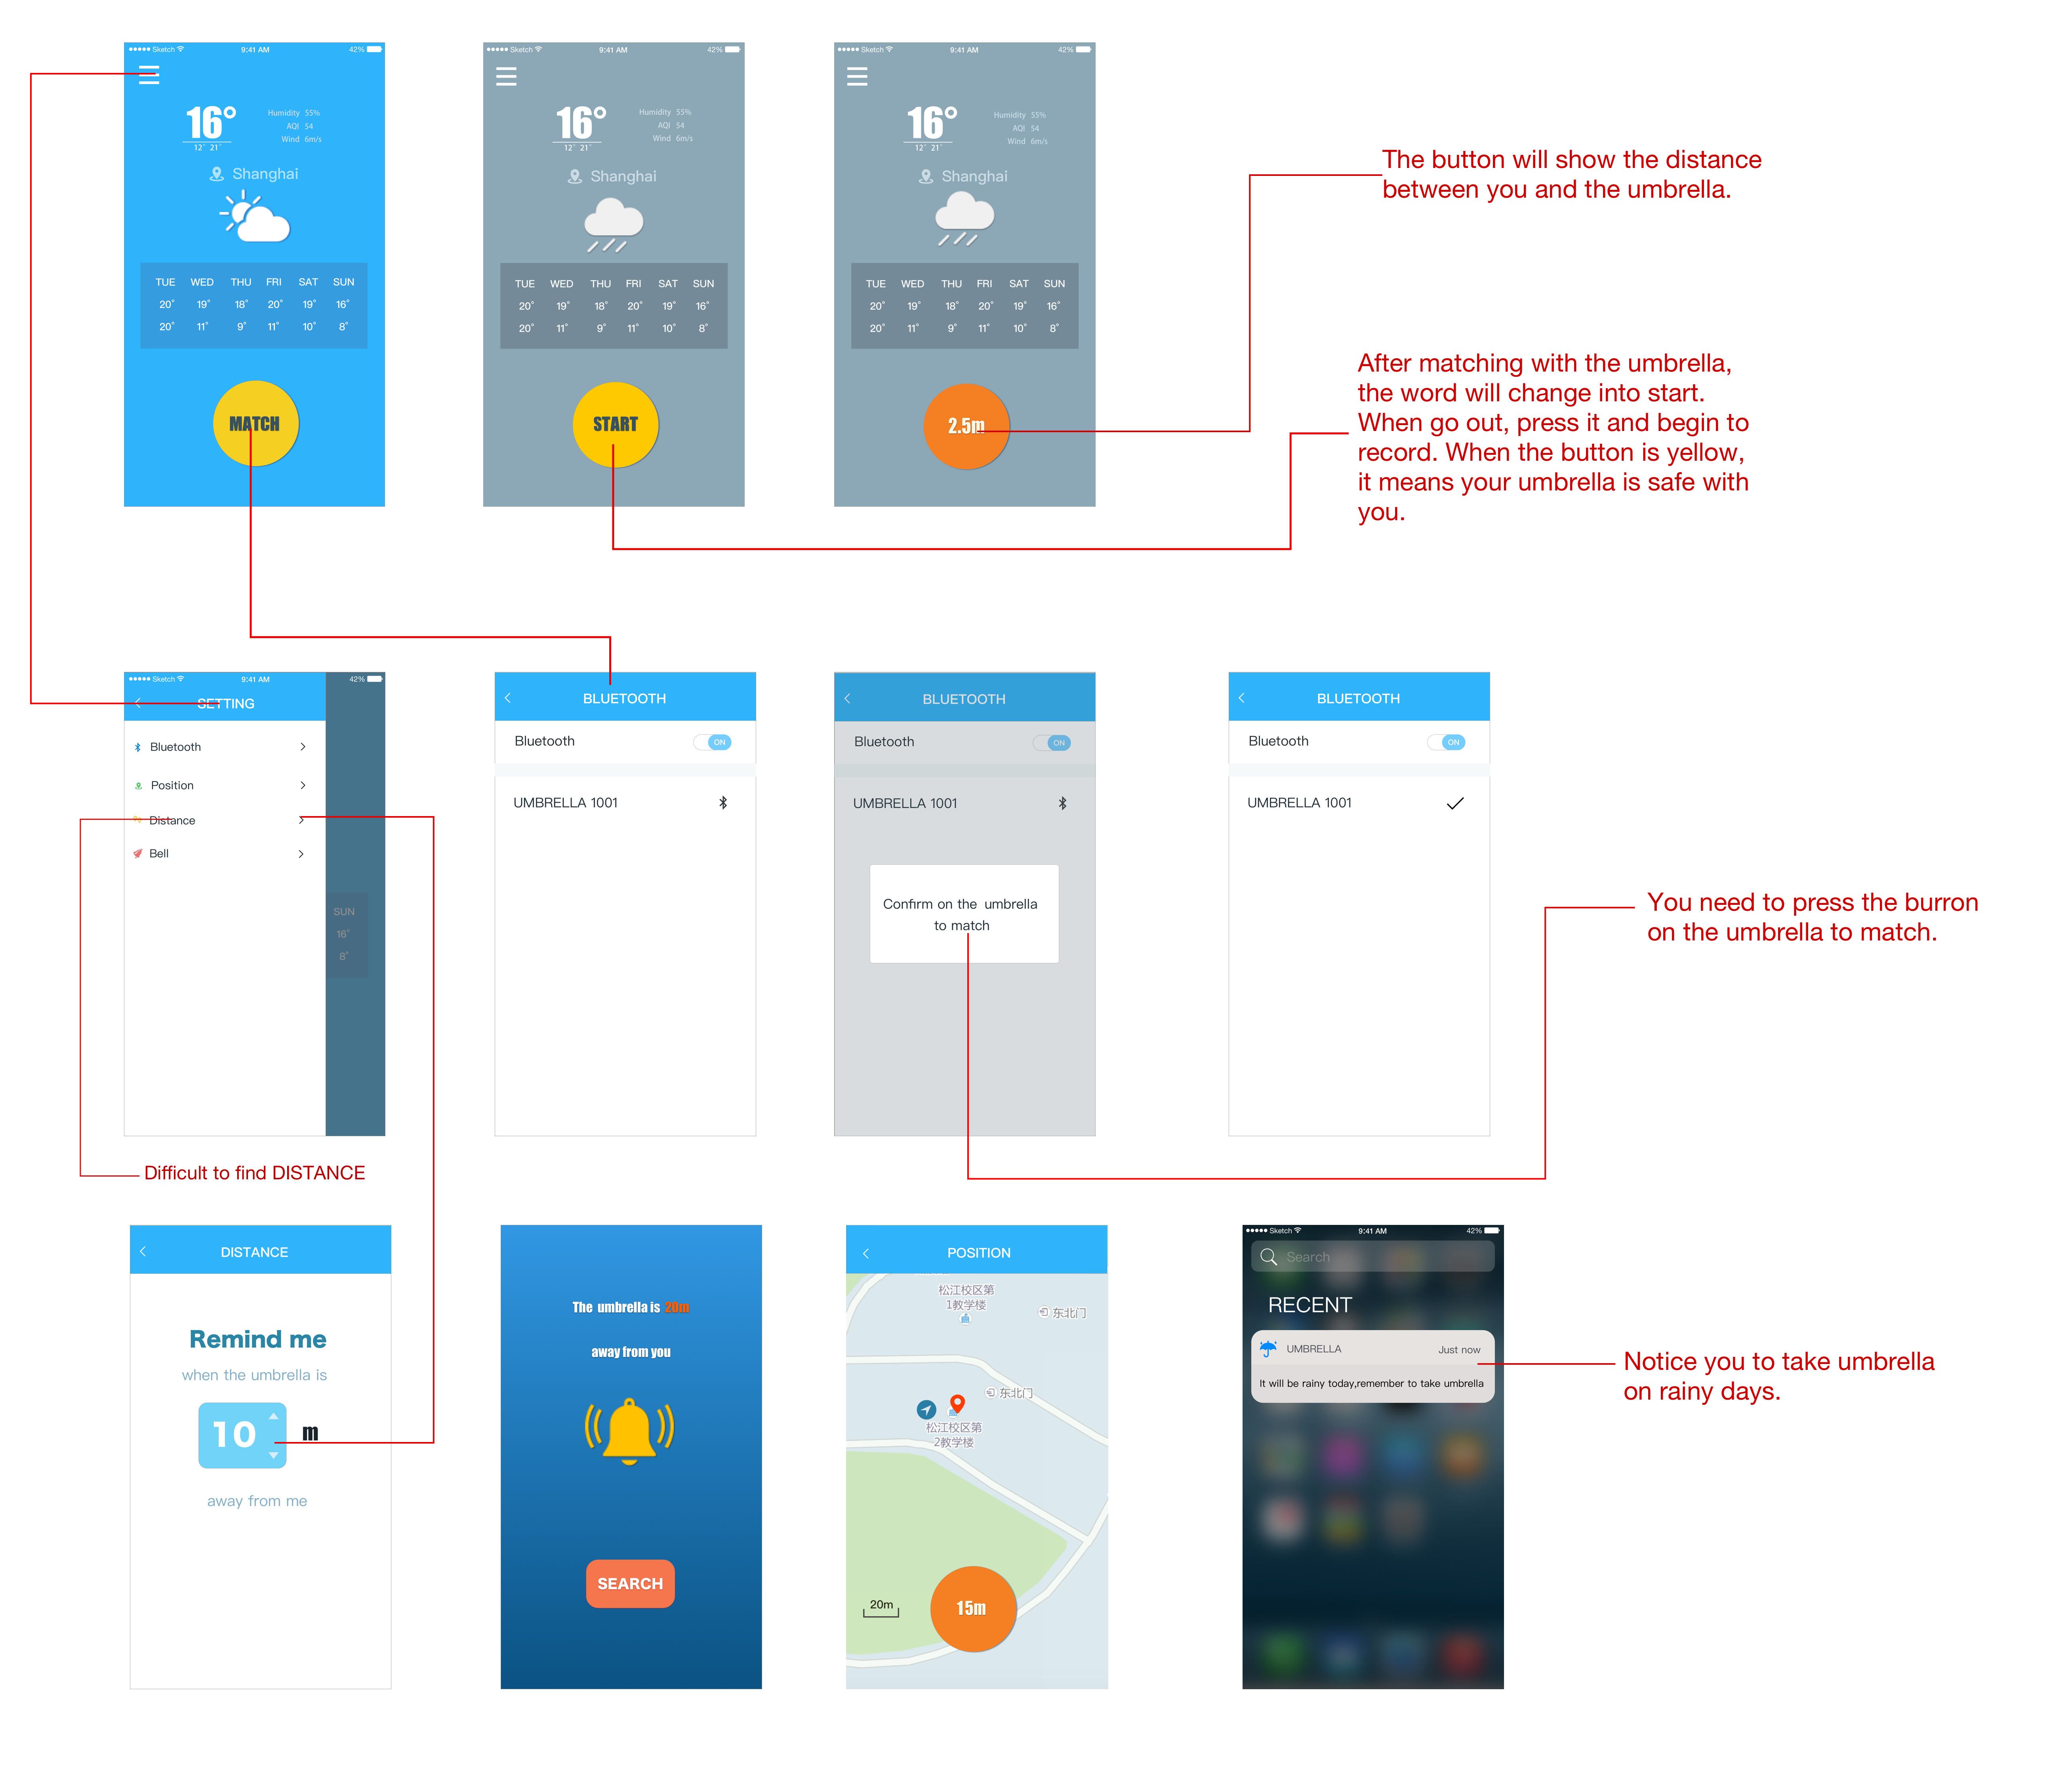 Sketch 9:41 AM 42%
16°
12° 21°
Humidity 55%
AQI 54
Wind 6m/s
Shanghai
TUE WED THU FRI SAT SUN
20° 19° 18° 20° 19° 16°
20° 11° 9° 11° 10° 8°
MATCH
Sketch 9:41 AM 42%
16°
12° 21°
Humidity 55%
AQI 54
Wind 6m/s
Shanghai
TUE WED THU FRI SAT SUN
20° 19° 18° 20° 19° 16°
20° 11° 9° 11° 10° 8°
START
Sketch 9:41 AM 42%
16°
12° 21°
Humidity 55%
AQI 54
Wind 6m/s
Shanghai
TUE WED THU FRI SAT SUN
20° 19° 18° 20° 19° 16°
20° 11° 9° 11° 10° 8°
2.5m
The button will show the distance
between you and the umbrella.
After matching with the umbrella,
the word will change into start.
When go out, press it and begin to
record. When the button is yellow,
it means your umbrella is safe with
you.
Sketch 9:41 AM 42%
SETTING
Bluetooth
Position
Distance
Bell
SUN
16°
8°
Difficult to find DISTANCE
BLUETOOTH
Bluetooth ON
UMBRELLA 1001
BLUETOOTH
Bluetooth ON
UMBRELLA 1001
Confirm on the umbrella
to match
BLUETOOTH
Bluetooth ON
UMBRELLA 1001
You need to press the burron
on the umbrella to match.
DISTANCE
Remind me
when the umbrella is
10 m
away from me
The umbrella is 20m
away from you
SEARCH
POSITION
松江校区第
1教学楼
东北门
东北门
松江校区第
2教学楼
20m
15m
Sketch 9:41 AM 42%
Search
RECENT
UMBRELLA Just now
It will be rainy today,remember to take umbrella
Notice you to take umbrella
on rainy days.